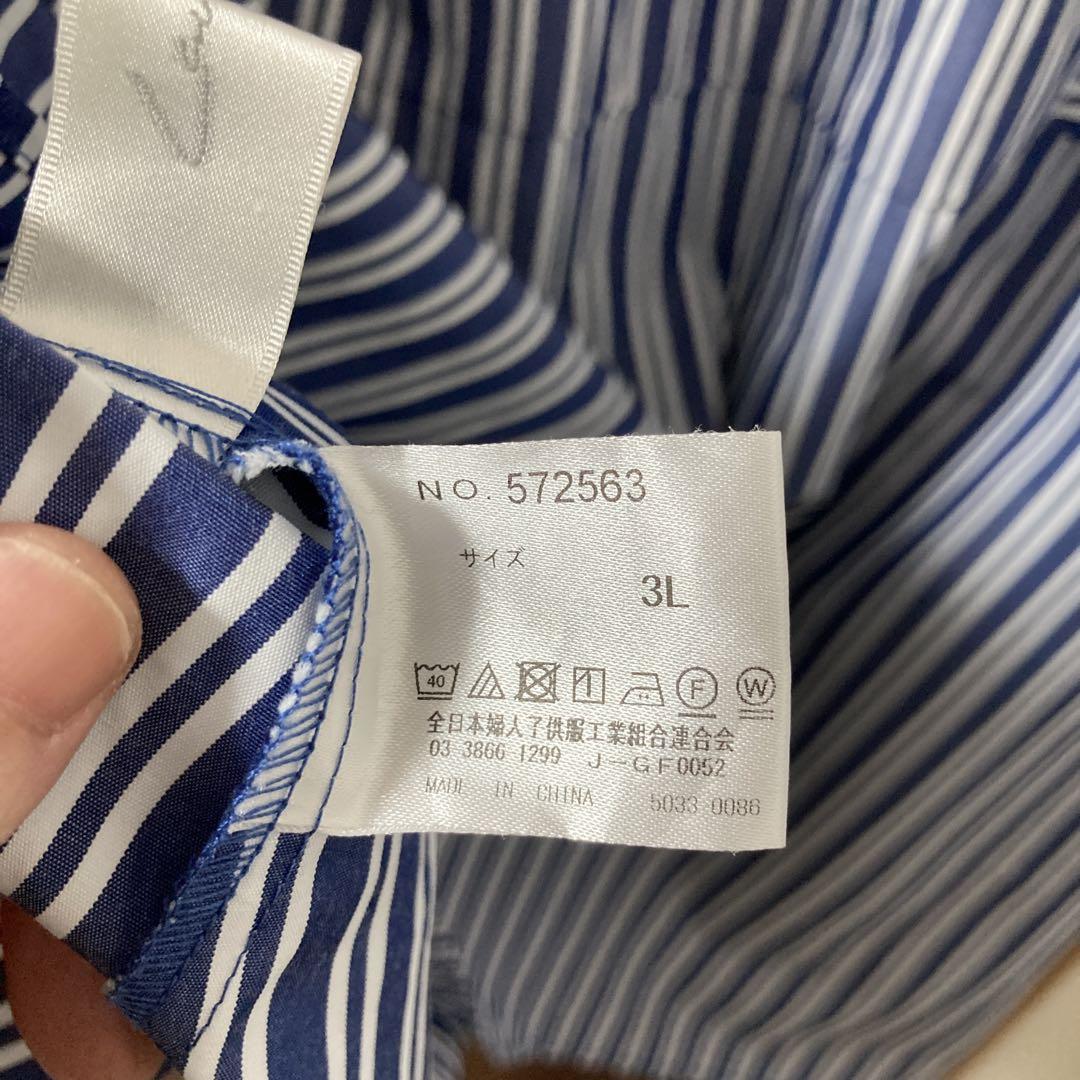 NO. 572563
サイズ
3L
40 F W
全日本婦人子供服工業組合連合会
03 3866 1299 J-GF0052
MADE IN CHINA 5033 0086